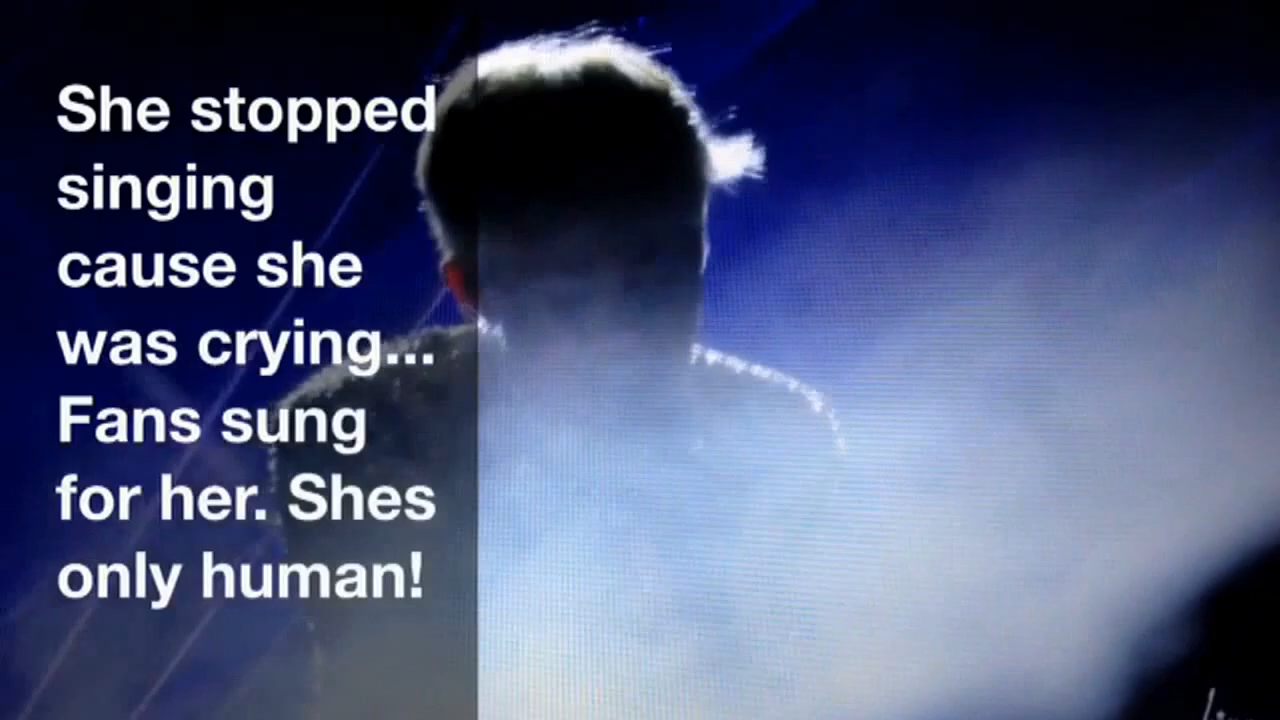 She stopped
singing
cause she
was crying...
Fans sung
for her. Shes
only human!